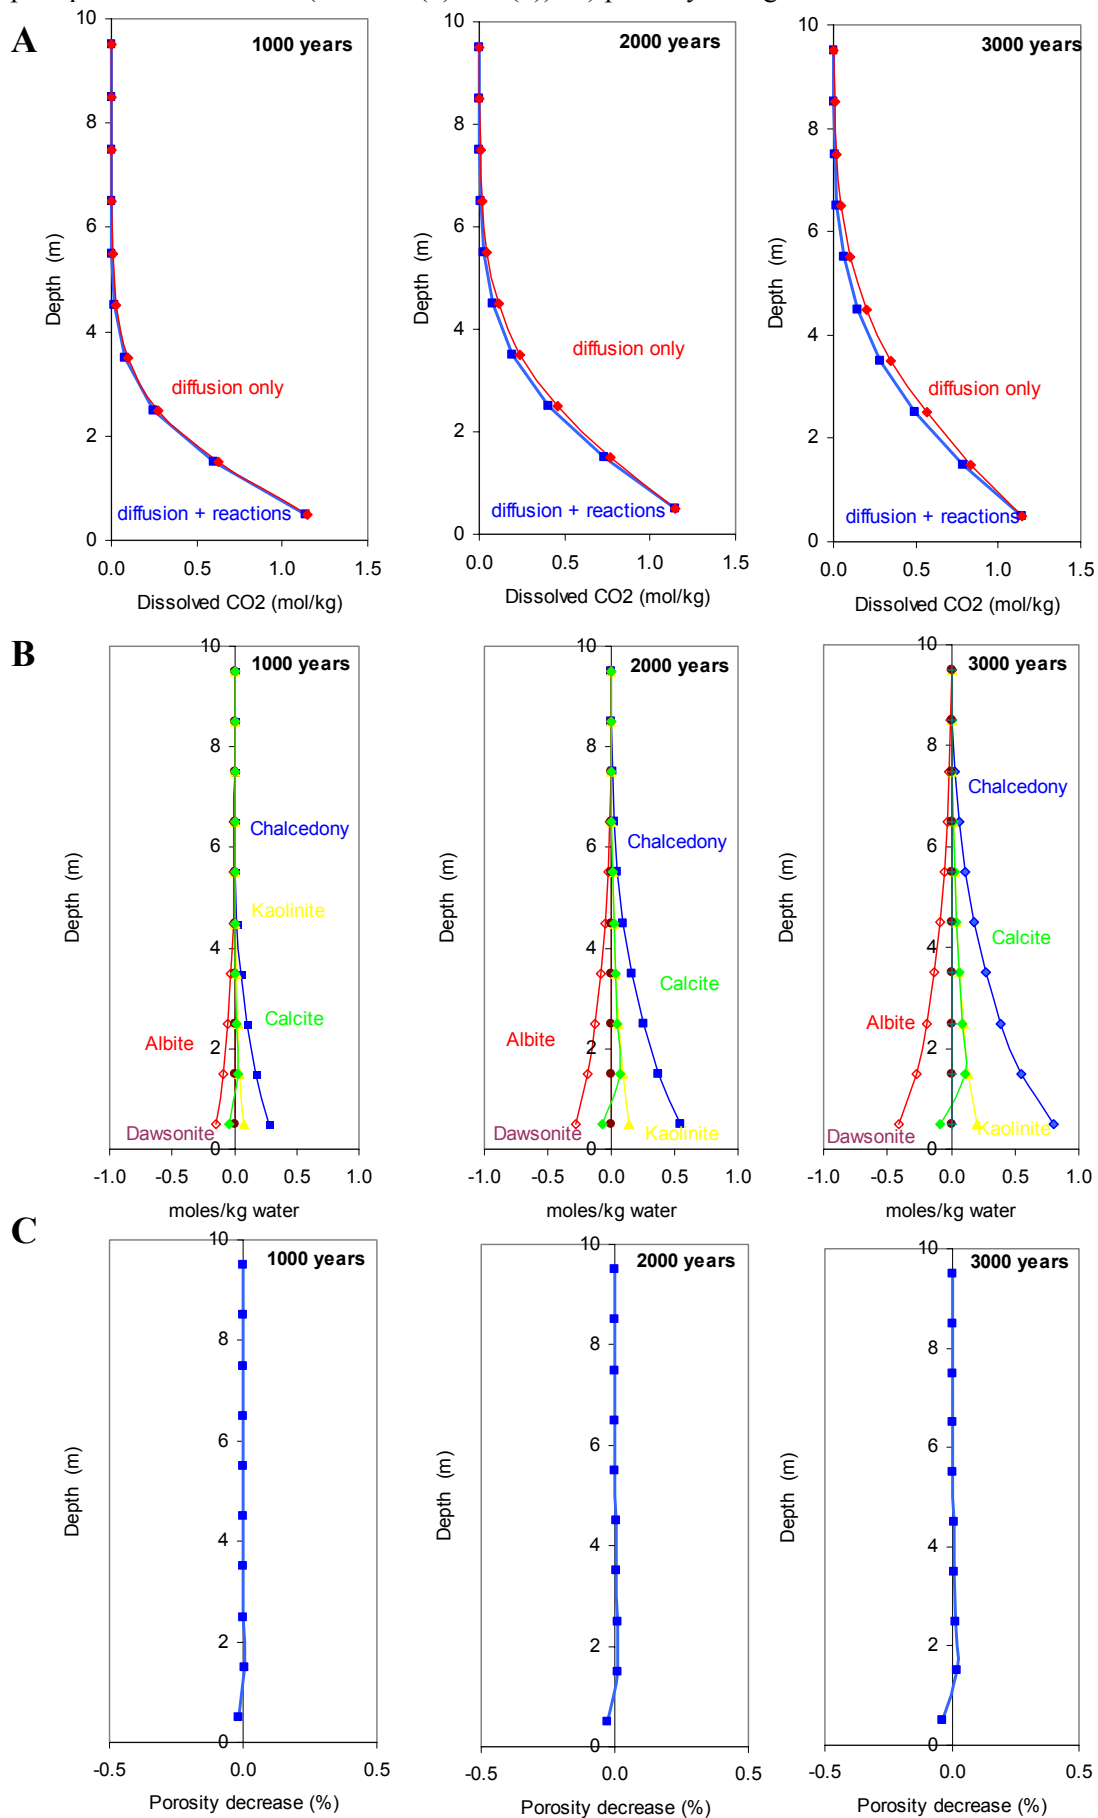 A
1000 years
10
8
6
4
2
0
Depth (m)
diffusion only
diffusion + reactions
0.0 0.5 1.0 1.5
Dissolved CO2 (mol/kg)
2000 years
10
8
6
4
2
0
Depth (m)
diffusion only
diffusion + reactions
0.0 0.5 1.0 1.5
Dissolved CO2 (mol/kg)
3000 years
10
8
6
4
2
0
Depth (m)
diffusion only
diffusion + reactions
0.0 0.5 1.0 1.5
Dissolved CO2 (mol/kg)
B
1000 years
10
8
6
4
2
0
Depth (m)
Chalcedony
Kaolinite
Calcite
Albite
Dawsonite
-1.0 -0.5 0.0 0.5 1.0
moles/kg water
2000 years
10
8
6
4
2
0
Depth (m)
Chalcedony
Calcite
Albite
Dawsonite
Kaolinite
-1.0 -0.5 0.0 0.5 1.0
moles/kg water
3000 years
10
8
6
4
2
0
Depth (m)
Chalcedony
Calcite
Albite
Dawsonite
Kaolinite
-1.0 -0.5 0.0 0.5 1.0
moles/kg water
C
1000 years
10
8
6
4
2
0
Depth (m)
-0.5 0.0 0.5
Porosity decrease (%)
2000 years
10
8
6
4
2
0
Depth (m)
-0.5 0.0 0.5
Porosity decrease (%)
3000 years
10
8
6
4
2
0
Depth (m)
-0.5 0.0 0.5
Porosity decrease (%)